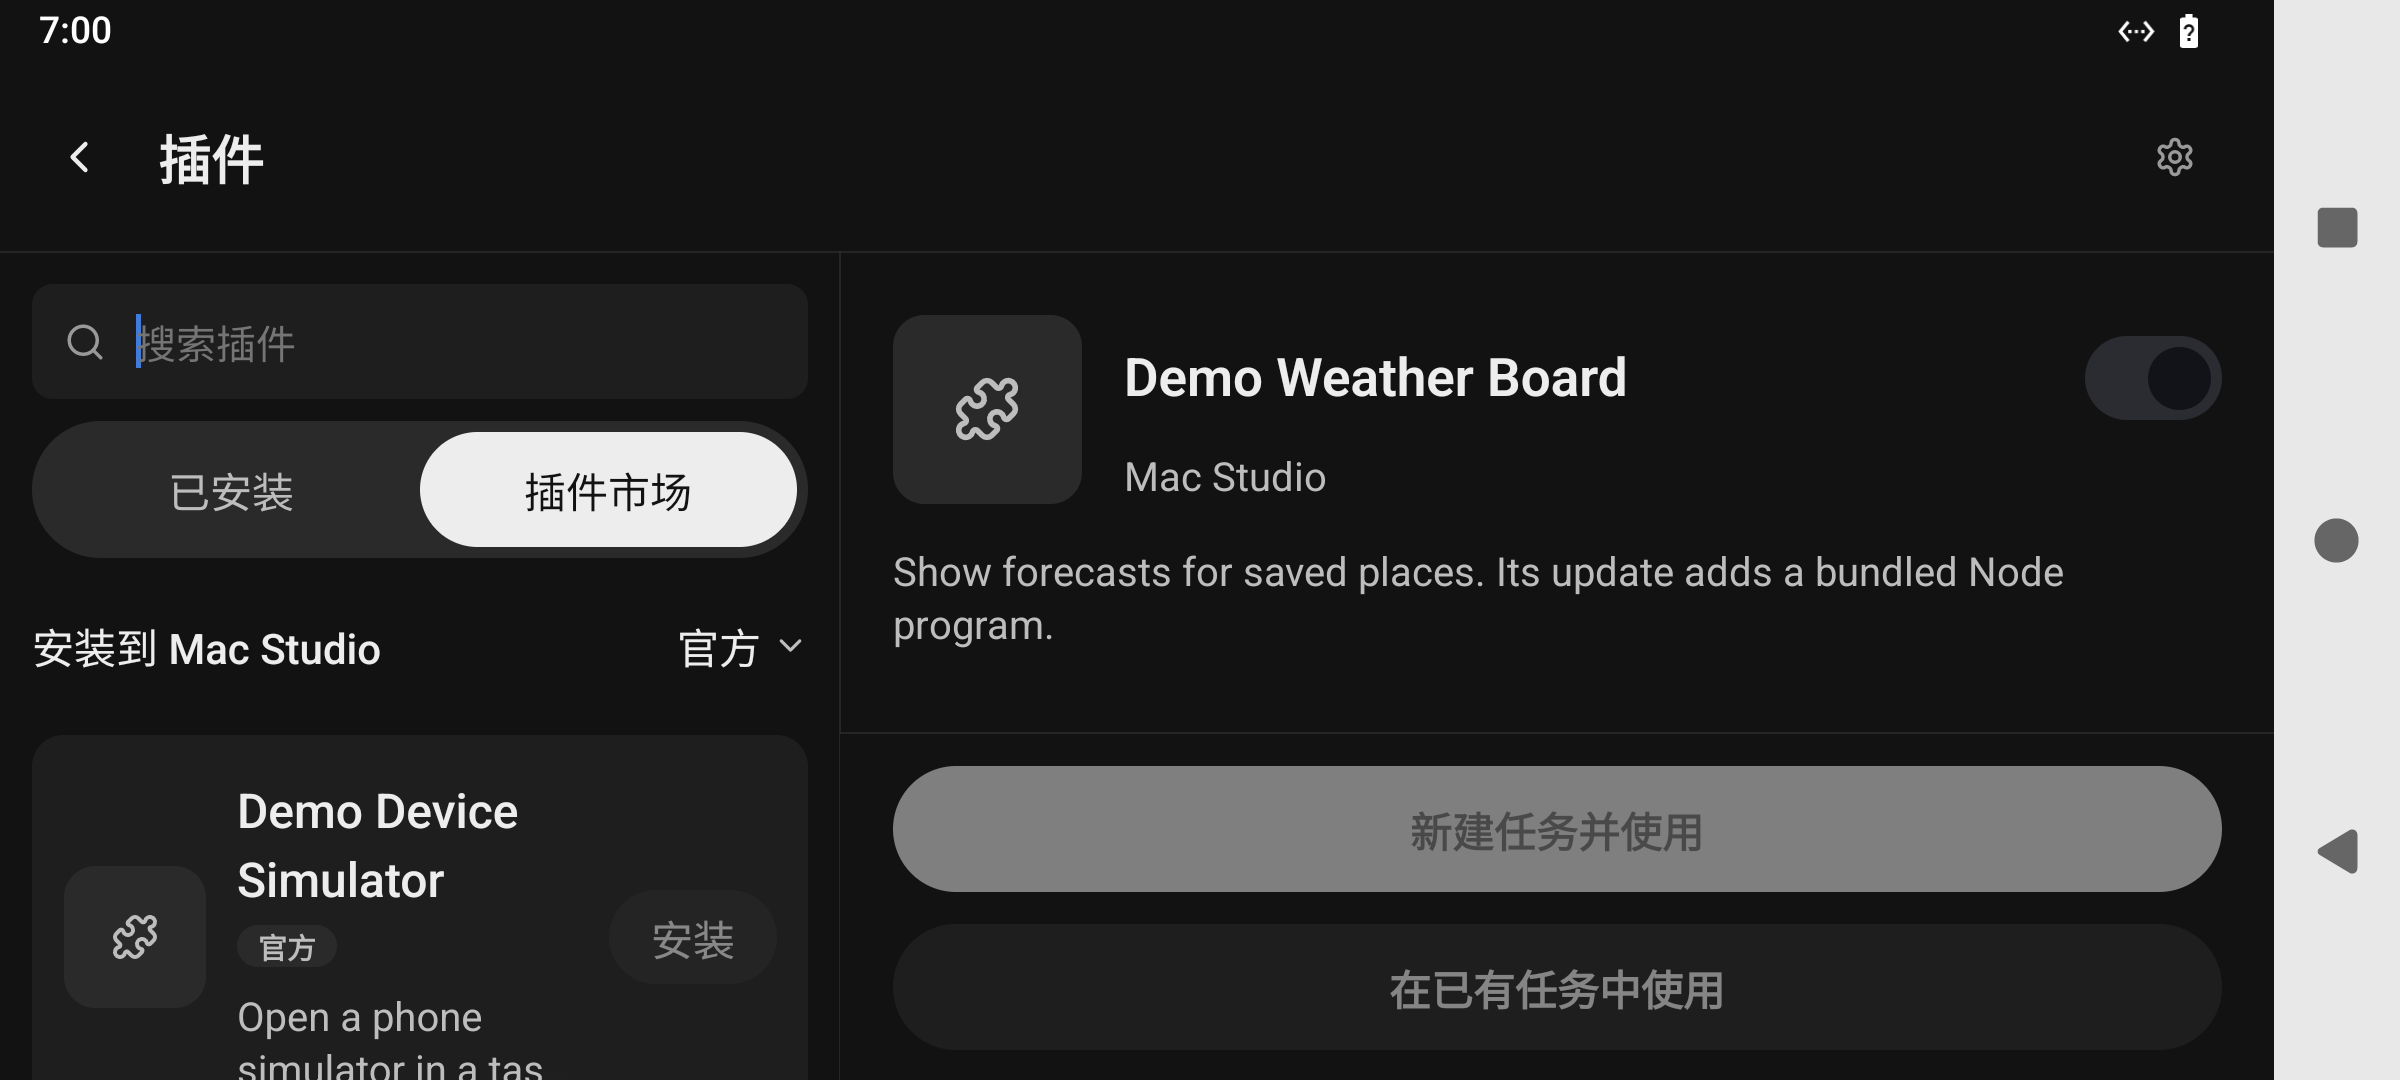 7:00
插件
搜索插件
已安装
插件市场
安装到 Mac Studio
官方
Demo Device
Simulator
官方
安装
Open a phone
simulator in a tas
Demo Weather Board
Mac Studio
Show forecasts for saved places. Its update adds a bundled Node
program.
新建任务并使用
在已有任务中使用